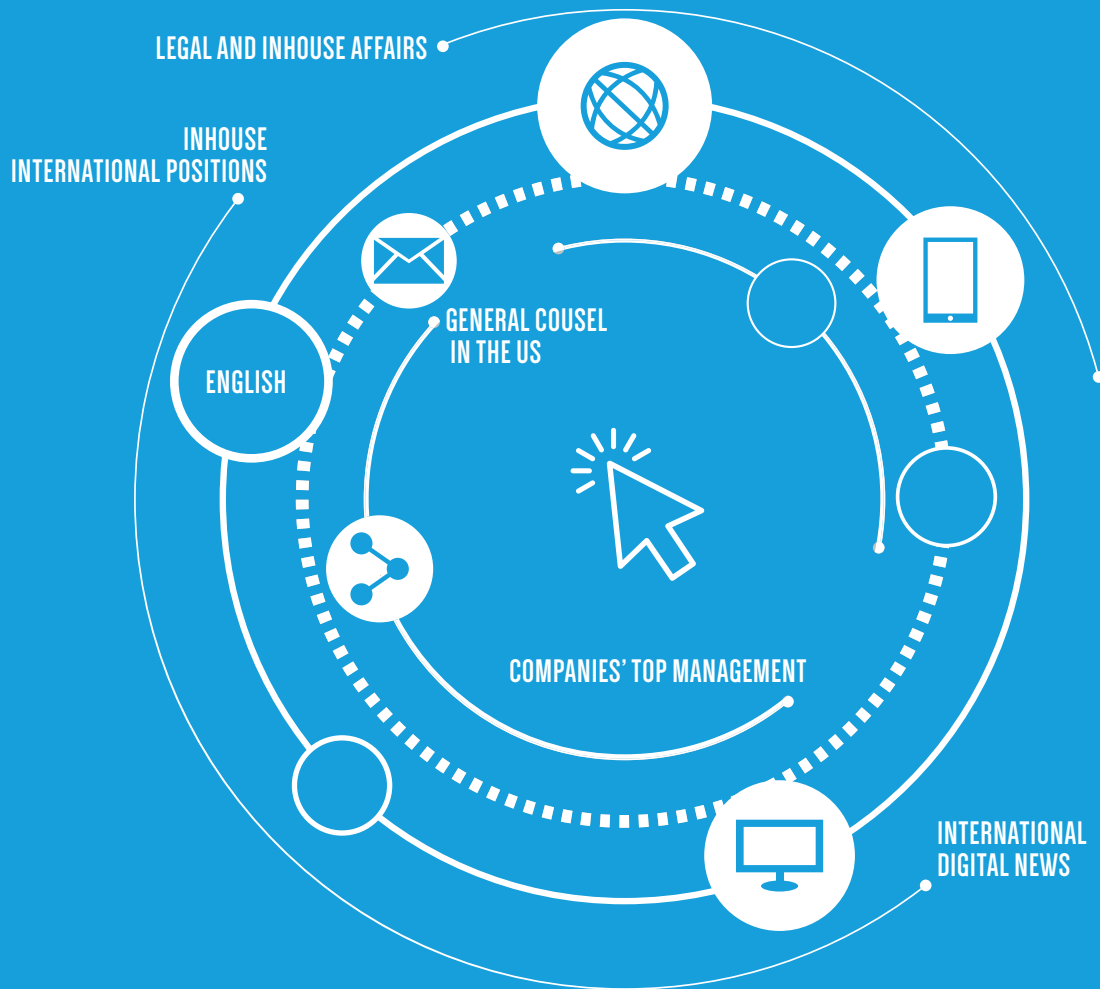 LEGAL AND INHOUSE AFFAIRS
INHOUSE
INTERNATIONAL POSITIONS
GENERAL COUSEL
IN THE US
ENGLISH
COMPANIES’ TOP MANAGEMENT
INTERNATIONAL
DIGITAL NEWS